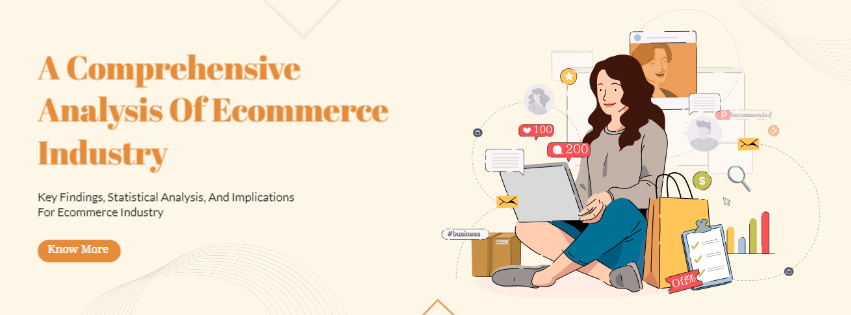 A Comprehensive
Analysis Of Ecommerce
Industry
Key Findings, Statistical Analysis, And Implications
For Ecommerce Industry
Know More
100
200
Recommended
#business
$
Off%